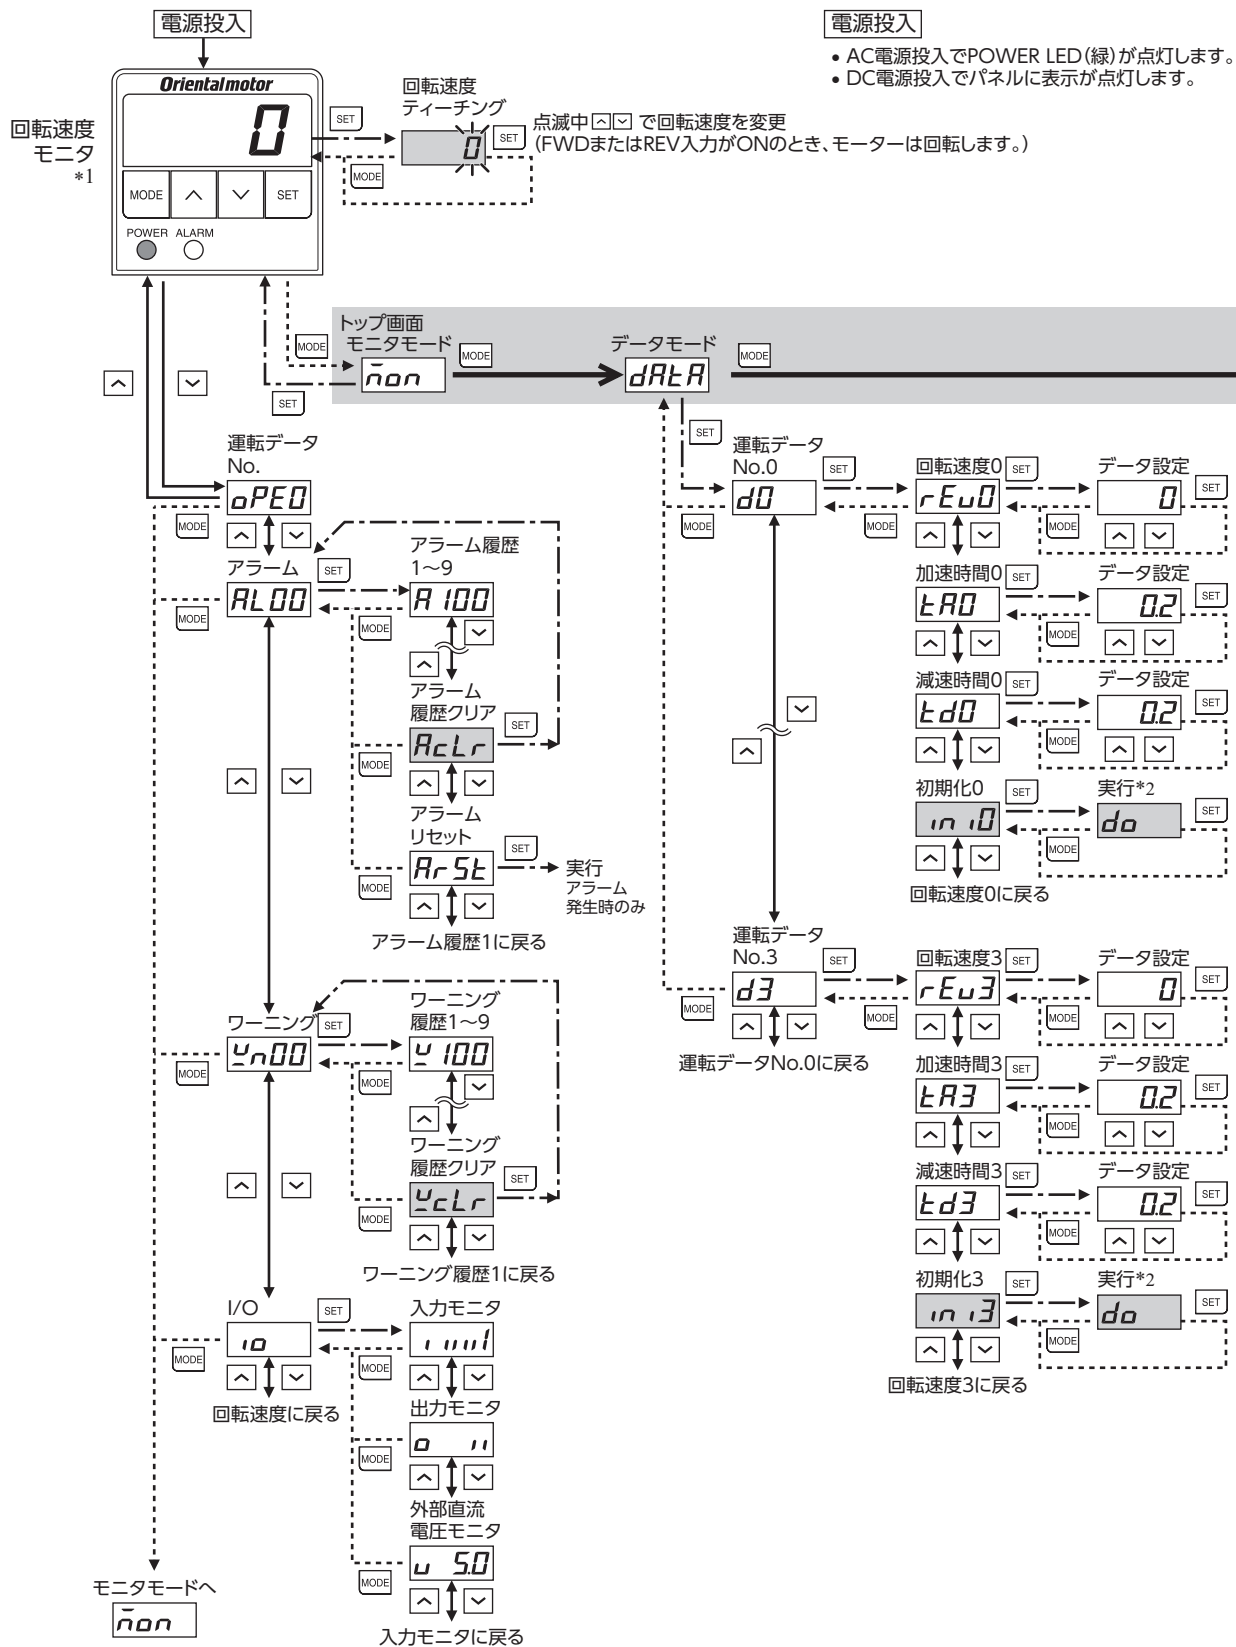 電源投入
Orientalmotor
0
回転速度
モニタ
*1
MODE
SET
POWER ALARM
SET
回転速度
ティーチング
0
SET
MODE
点滅中 で回転速度を変更
(FWDまたはREV入力がONのとき、モーターは回転します。)
電源投入
• AC電源投入でPOWER LED(緑)が点灯します。
• DC電源投入でパネルに表示が点灯します。
トップ画面
モニタモード
MODE
mon
MODE
SET
データモード
dAtA
MODE
SET
運転データ
No.
oPE0
MODE
アラーム
SET
AL00
MODE
アラーム履歴
1～9
A 100
MODE
アラーム
履歴クリア
SET
AcLr
MODE
アラーム
リセット
SET
ArSt
MODE
実行
アラーム
発生時のみ
アラーム履歴1に戻る
ワーニング
SET
Wn00
MODE
ワーニング
履歴1～9
W 100
MODE
ワーニング
履歴クリア
SET
WcLr
MODE
ワーニング履歴1に戻る
I/O
SET
io
MODE
回転速度に戻る
入力モニタ
MODE
出力モニタ
MODE
外部直流
電圧モニタ
u 5.0
MODE
入力モニタに戻る
モニタモードへ
mon
運転データ
No.0
SET
d0
MODE
回転速度0
SET
rEv0
MODE
データ設定
0
SET
MODE
加速時間0
SET
tA0
データ設定
0.2
SET
MODE
減速時間0
SET
td0
データ設定
0.2
SET
MODE
初期化0
SET
ini0
実行*2
do
SET
MODE
回転速度0に戻る
運転データ
No.3
SET
d3
MODE
運転データNo.0に戻る
回転速度3
SET
rEv3
MODE
データ設定
0
SET
MODE
加速時間3
SET
tA3
データ設定
0.2
SET
MODE
減速時間3
SET
td3
データ設定
0.2
SET
MODE
初期化3
SET
ini3
実行*2
do
SET
MODE
回転速度3に戻る